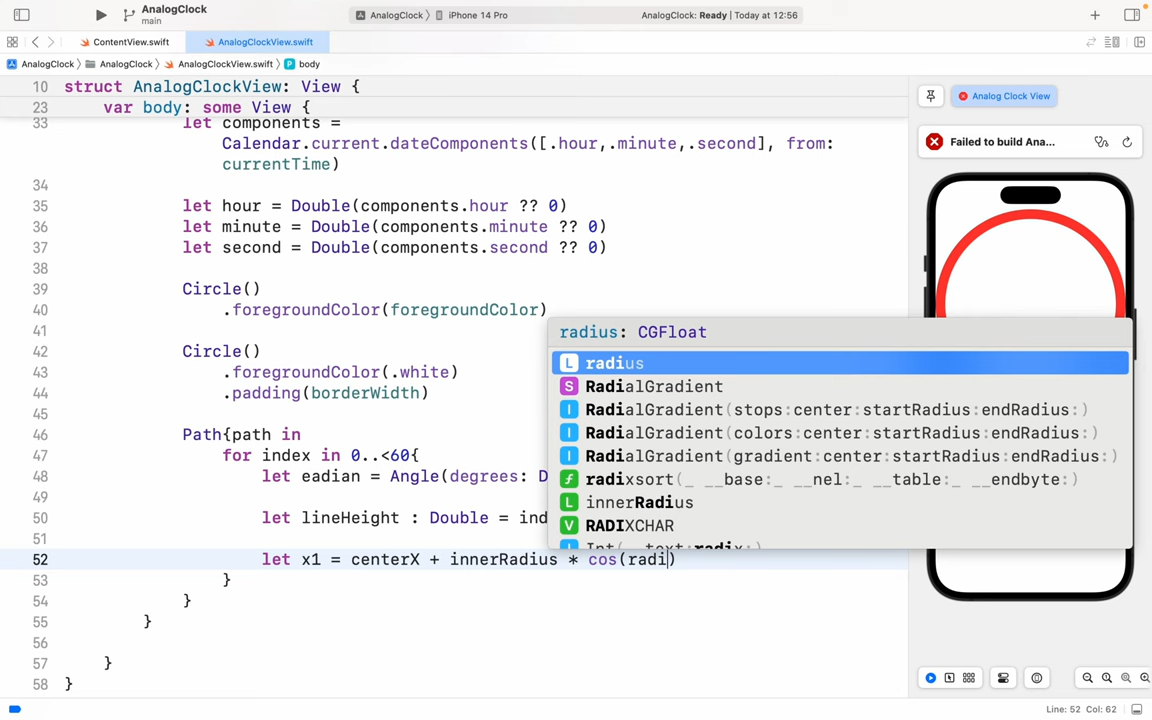 AnalogClock
main
AnalogClock 〉 iPhone 14 Pro
AnalogClock: Ready | Today at 12:56
ContentView.swift
AnalogClockView.swift
AnalogClock 〉 AnalogClock 〉 AnalogClockView.swift 〉 P body
10 struct AnalogClockView: View {
23 var body: some View {
33 let components =
Calendar.current.dateComponents([.hour,.minute,.second], from:
currentTime)
34
35 let hour = Double(components.hour ?? 0)
36 let minute = Double(components.minute ?? 0)
37 let second = Double(components.second ?? 0)
38
39 Circle()
40 .foregroundColor(foregroundColor)
41
42 Circle()
43 .foregroundColor(.white)
44 .padding(borderWidth)
45
46 Path{path in
47 for index in 0..<60{
48 let eadian = Angle(degrees: D
49
50 let lineHeight : Double = ind
51
52 let x1 = centerX + innerRadius * cos(radi)
53 }
54 }
55 }
56
57 }
58 }
radius: CGFloat
L radius
S RadialGradient
I RadialGradient(stops:center:startRadius:endRadius:)
I RadialGradient(colors:center:startRadius:endRadius:)
I RadialGradient(gradient:center:startRadius:endRadius:)
f radixsort(_ __base:_ __nel:_ __table:_ __endbyte:)
L innerRadius
V RADIXCHAR
I Int(_ text:radix:)
Analog Clock View
Failed to build Ana...
Line: 52 Col: 62